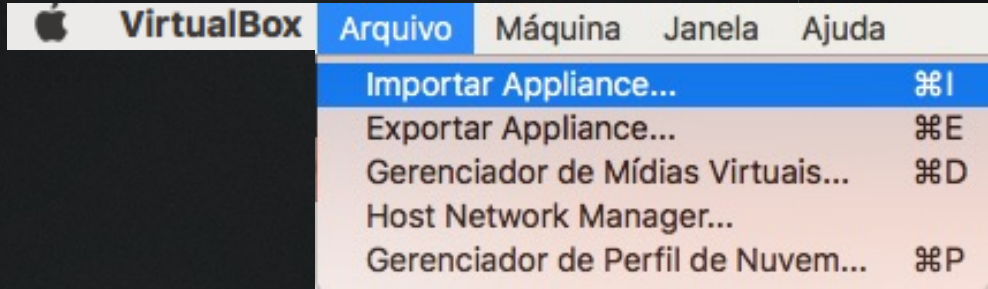 VirtualBox Arquivo Máquina Janela Ajuda
Importar Appliance... ⌘I
Exportar Appliance... ⌘E
Gerenciador de Mídias Virtuais... ⌘D
Host Network Manager...
Gerenciador de Perfil de Nuvem... ⌘P